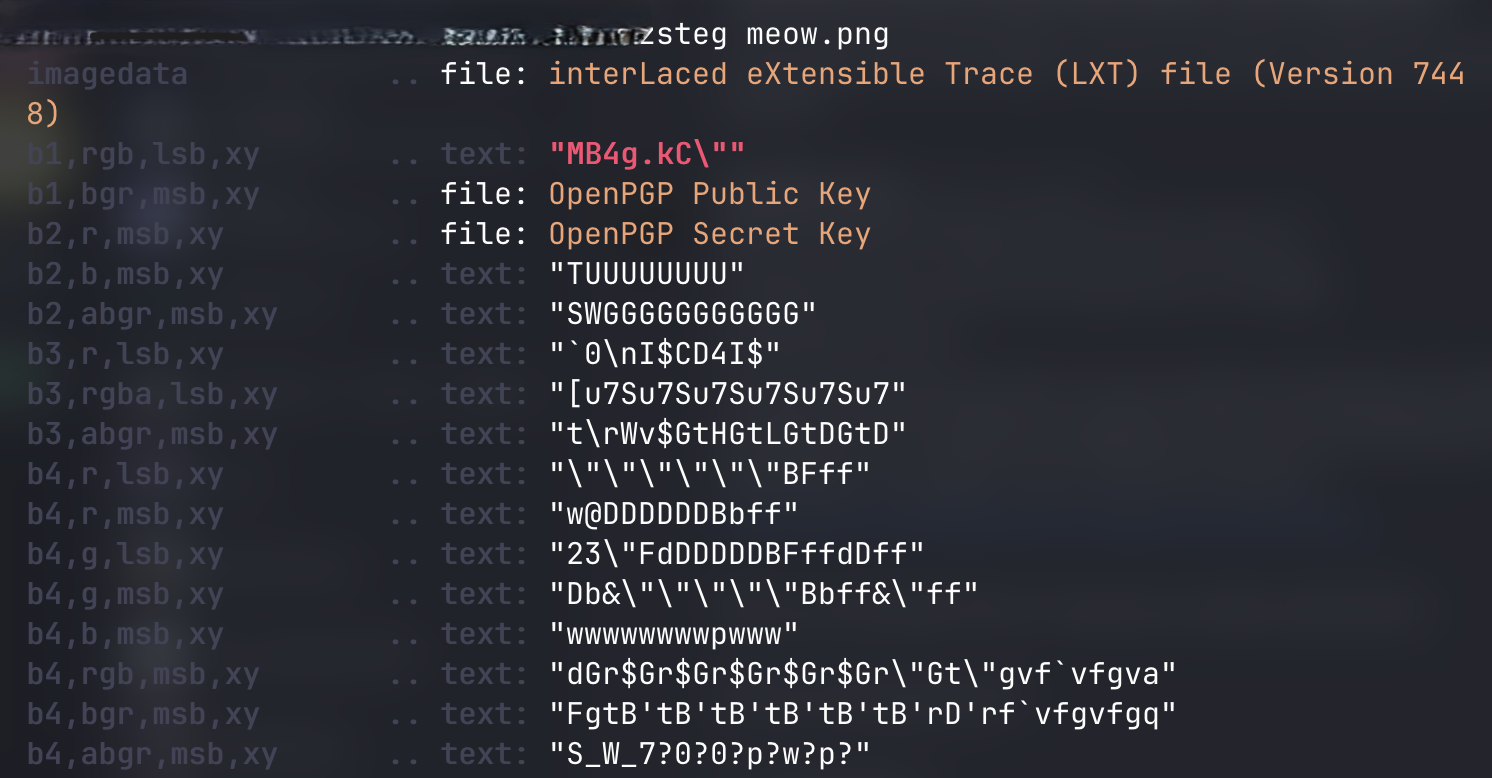 zsteg meow.png
imagedata .. file: interLaced eXtensible Trace (LXT) file (Version 744
8)
b1,rgb,lsb,xy .. text: "MB4g.kC\""
b1,bgr,msb,xy .. file: OpenPGP Public Key
b2,r,msb,xy .. file: OpenPGP Secret Key
b2,b,msb,xy .. text: "TUUUUUUUU"
b2,abgr,msb,xy .. text: "SWGGGGGGGGGGG"
b3,r,lsb,xy .. text: "`0\nI$CD4I$"
b3,rgba,lsb,xy .. text: "[u7Su7Su7Su7Su7Su7"
b3,abgr,msb,xy .. text: "t\rWv$GtHGtLGtDGtD"
b4,r,lsb,xy .. text: "\"\"\"\"\"\"BFff"
b4,r,msb,xy .. text: "w@DDDDDDBbff"
b4,g,lsb,xy .. text: "23\"FdDDDDDBFffdDff"
b4,g,msb,xy .. text: "Db&\"\"\"\"\"Bbff&\"ff"
b4,b,msb,xy .. text: "wwwwwwwwpwww"
b4,rgb,msb,xy .. text: "dGr$Gr$Gr$Gr$Gr$Gr\"Gt\"gvf`vfgva"
b4,bgr,msb,xy .. text: "FgtB'tB'tB'tB'tB'tB'rD'rf`vfgvfgq"
b4,abgr,msb,xy .. text: "S_W_7?0?0?p?w?p?"